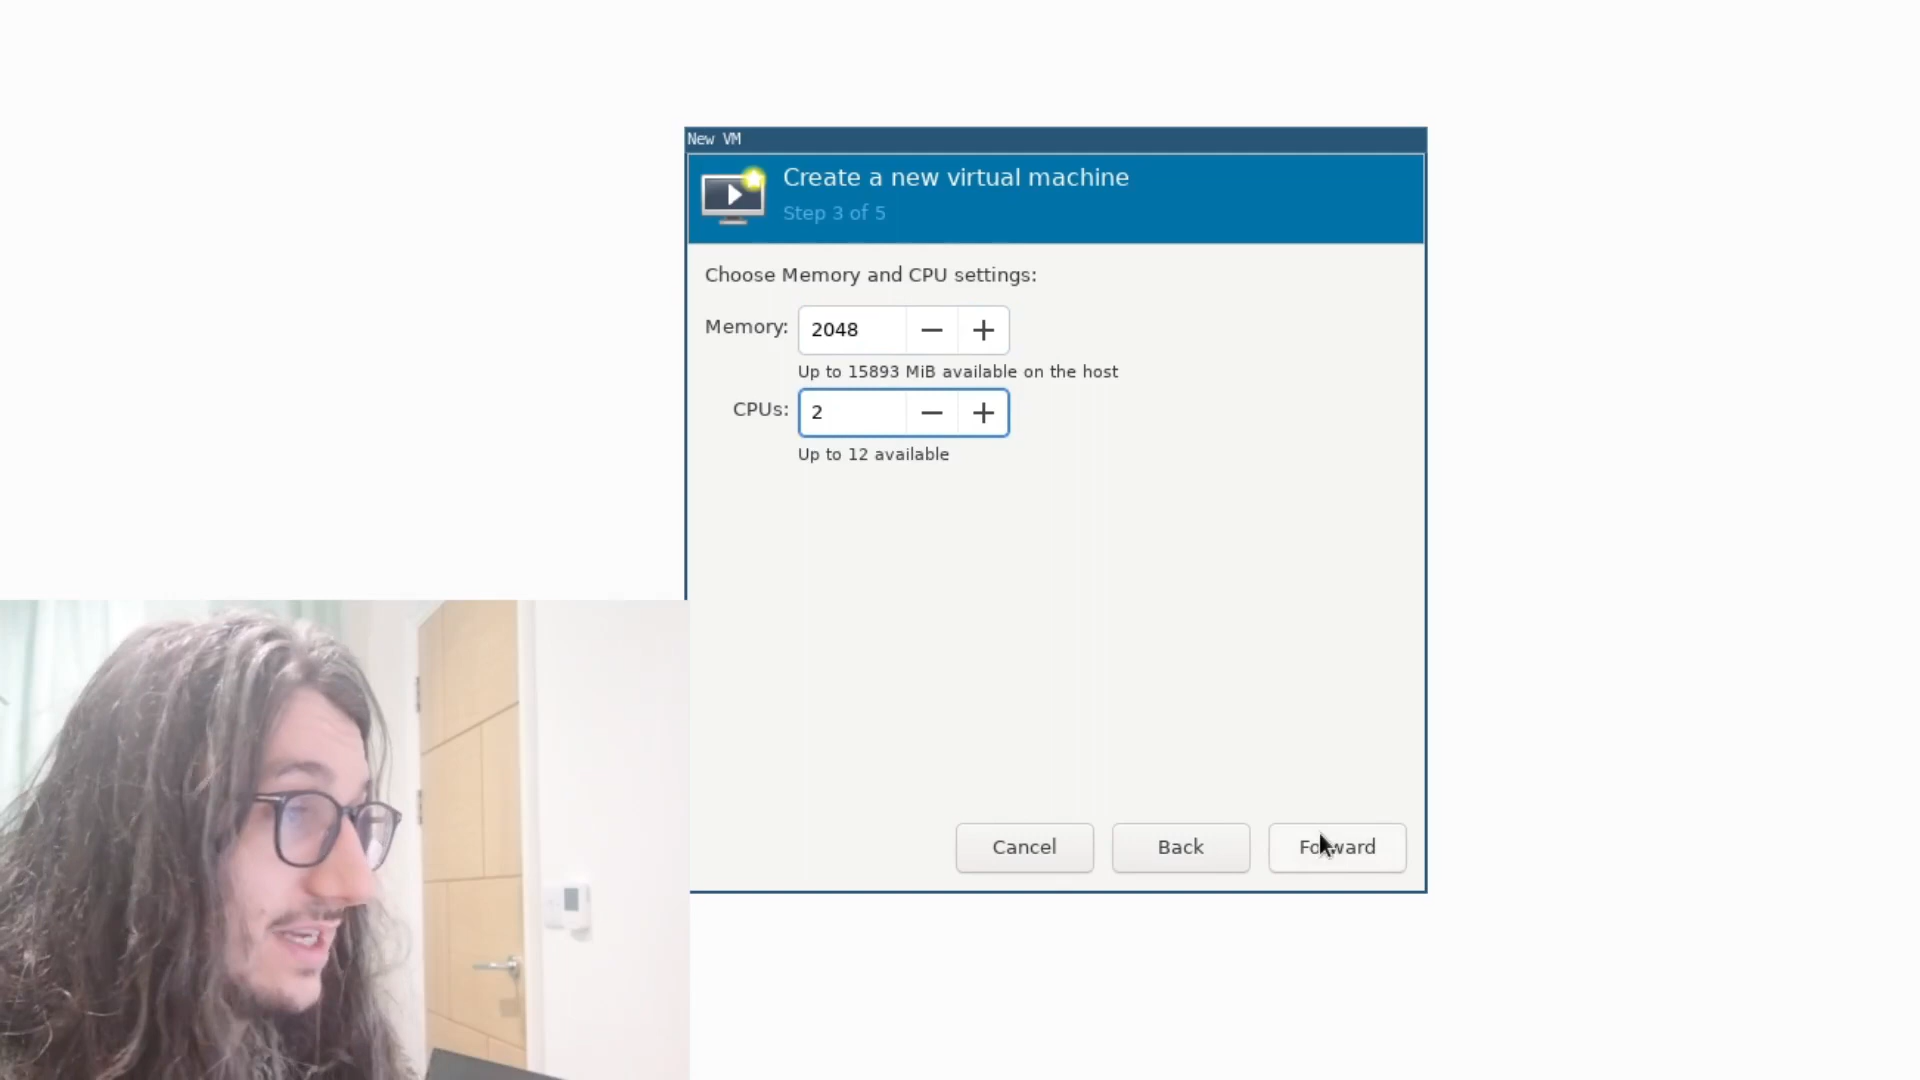 New VM
Create a new virtual machine
Step 3 of 5
Choose Memory and CPU settings:
Memory: 2048
Up to 15893 MiB available on the host
CPUs: 2
Up to 12 available
Cancel Back Forward